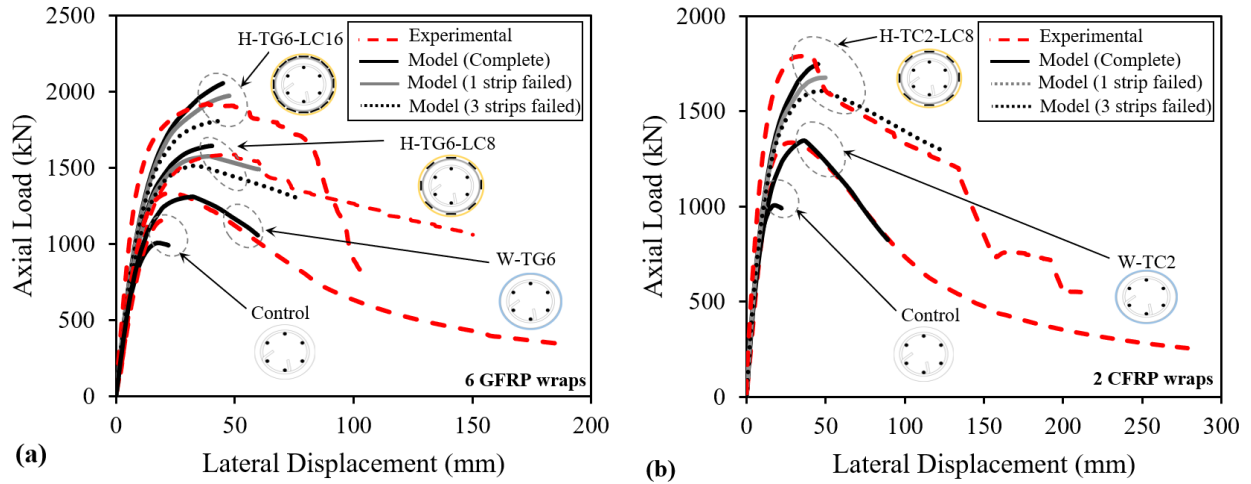 H-TG6-LC16
Experimental
Model (Complete)
Model (1 strip failed)
Model (3 strips failed)
H-TG6-LC8
W-TG6
Control
6 GFRP wraps
2500
2000
1500
1000
500
0
Axial Load (kN)
0 50 100 150 200
Lateral Displacement (mm)
(a)
H-TC2-LC8
Experimental
Model (Complete)
Model (1 strip failed)
Model (3 strips failed)
W-TC2
Control
2 CFRP wraps
2000
1500
1000
500
0
Axial Load (kN)
0 50 100 150 200 250 300
Lateral Displacement (mm)
(b)